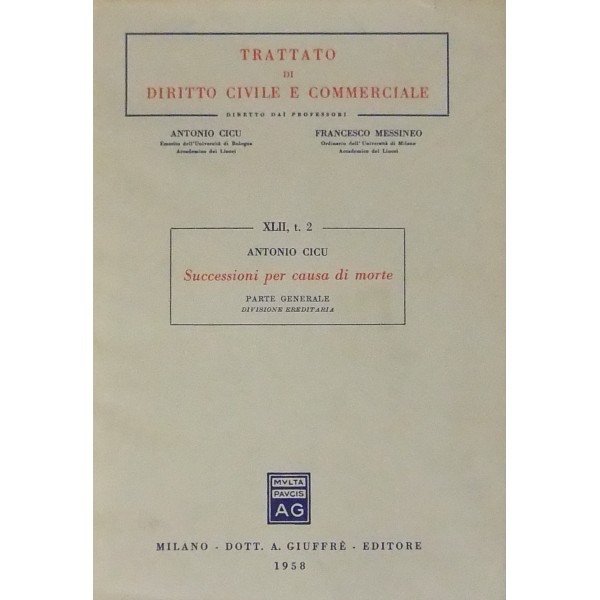 TRATTATO
DI
DIRITTO CIVILE E COMMERCIALE
DIRETTO DAI PROFESSORI
ANTONIO CICU
Emerito dell'Università di Bologna
Accademico dei Lincei
FRANCESCO MESSINEO
Ordinario dell'Università di Milano
Accademico dei Lincei
XLII, t. 2
ANTONIO CICU
Successioni per causa di morte
PARTE GENERALE
DIVISIONE EREDITARIA
MVLTA
PAVCIS
AG
MILANO - DOTT. A. GIUFFRÈ - EDITORE
1958